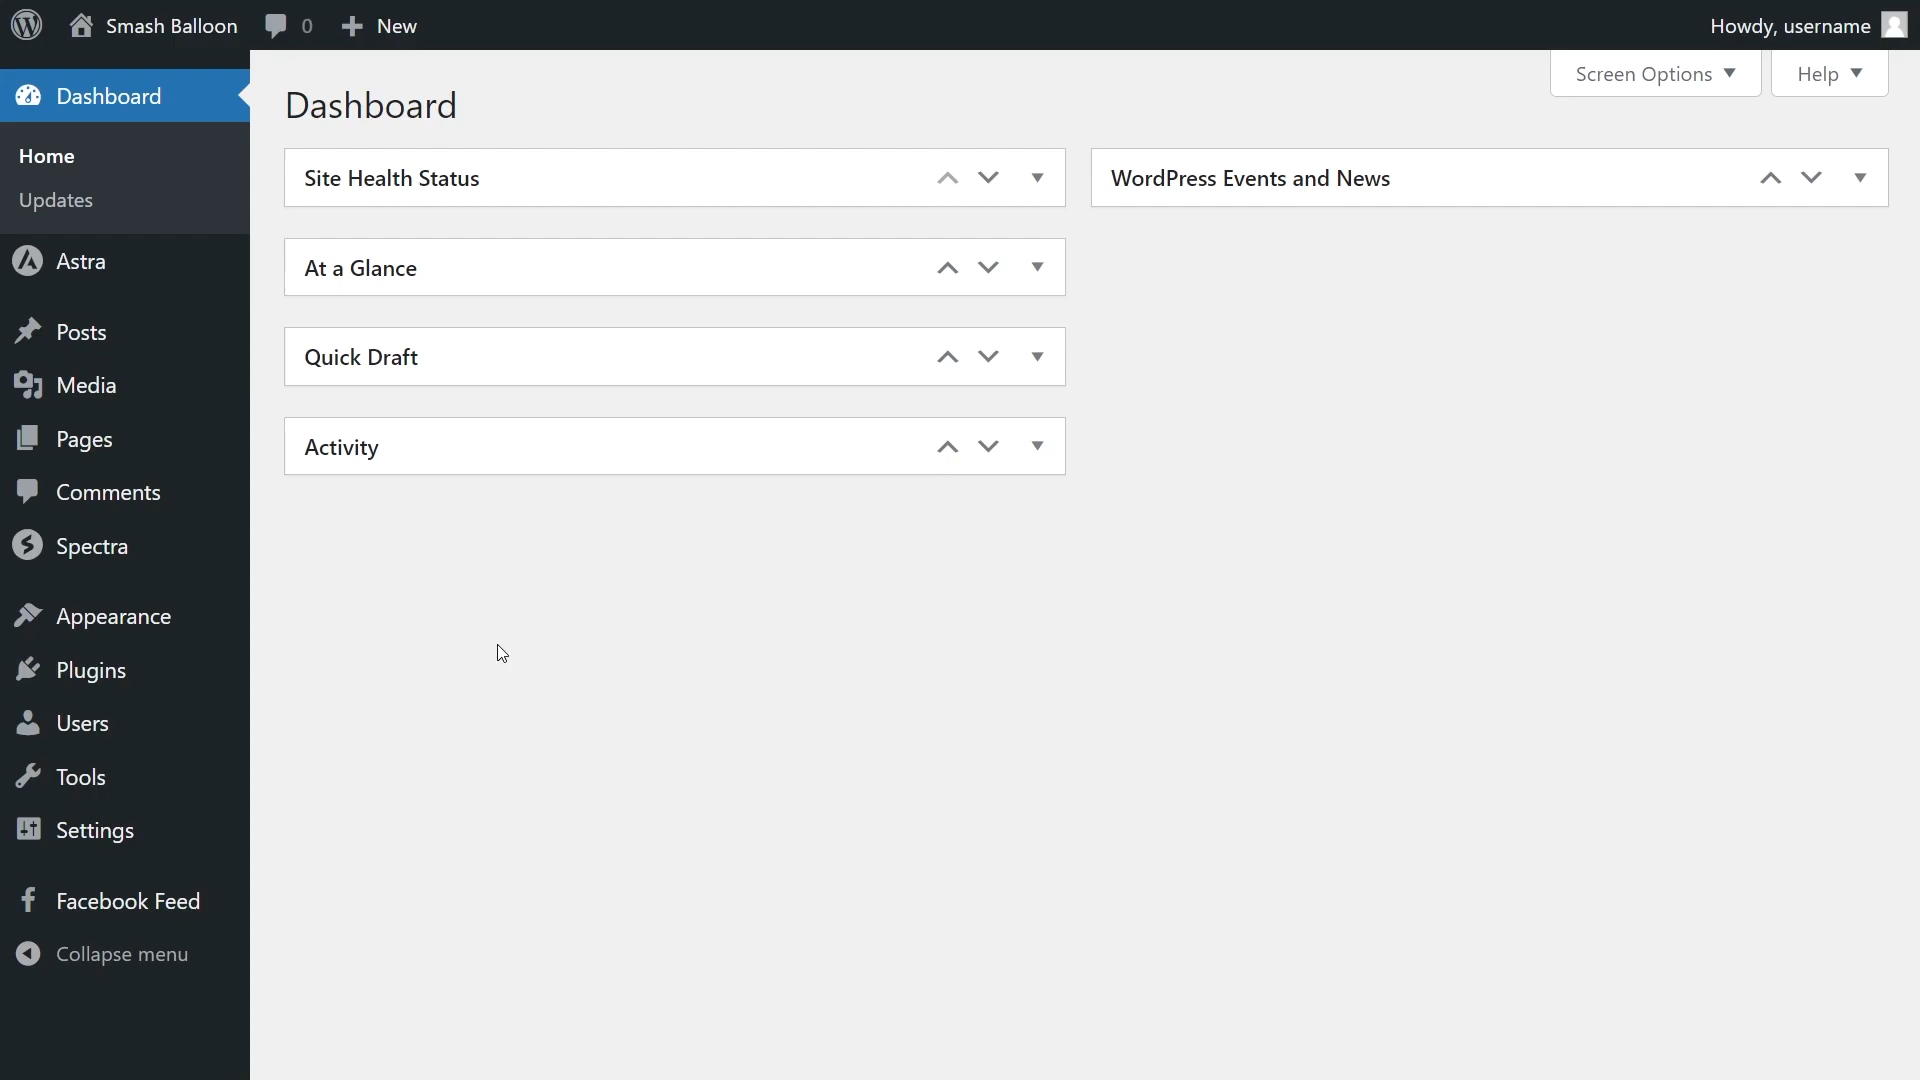 Smash Balloon 0 New Howdy, username
Screen Options Help
Dashboard
Home
Updates
Astra
Posts
Media
Pages
Comments
Spectra
Appearance
Plugins
Users
Tools
Settings
Facebook Feed
Collapse menu
Dashboard
Site Health Status
At a Glance
Quick Draft
Activity
WordPress Events and News